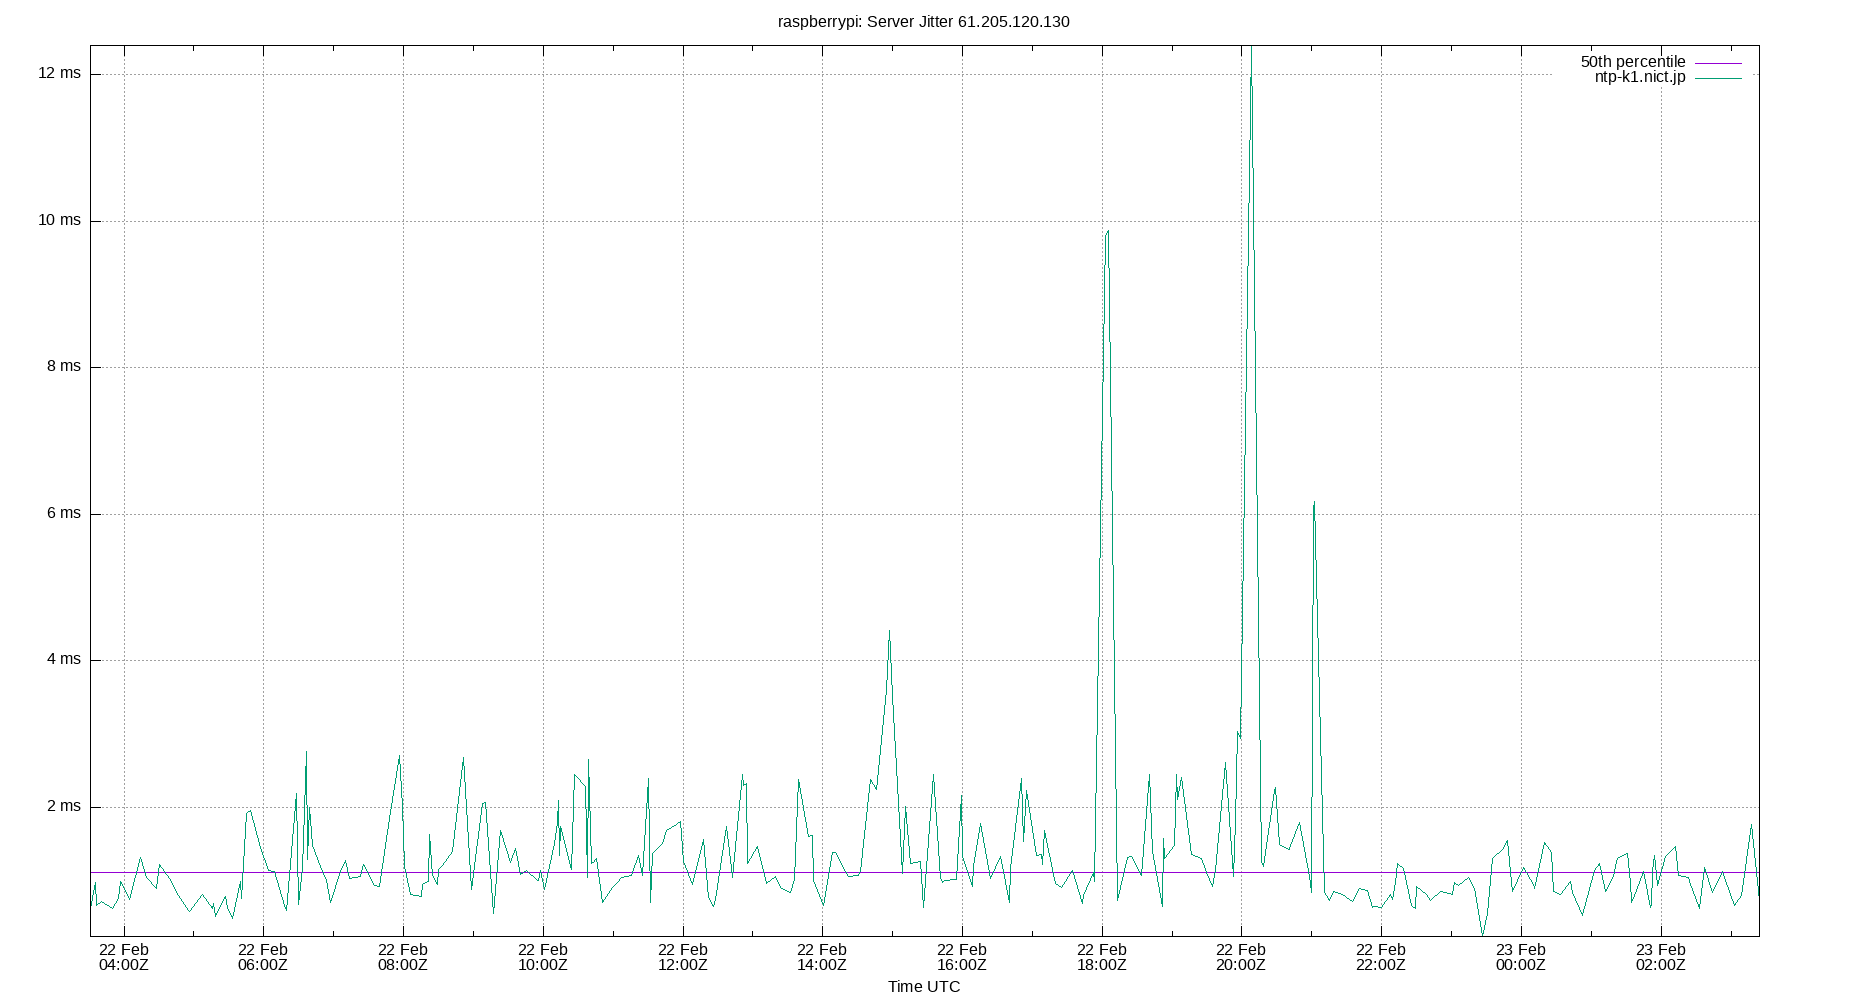 raspberrypi: Server Jitter 61.205.120.130
50th percentile
ntp-k1.nict.jp
12 ms
10 ms
8 ms
6 ms
4 ms
2 ms
22 Feb 22 Feb 22 Feb 22 Feb 22 Feb 22 Feb 22 Feb 22 Feb 22 Feb 22 Feb 23 Feb 23 Feb
04:00Z 06:00Z 08:00Z 10:00Z 12:00Z 14:00Z 16:00Z 18:00Z 20:00Z 22:00Z 00:00Z 02:00Z
Time UTC